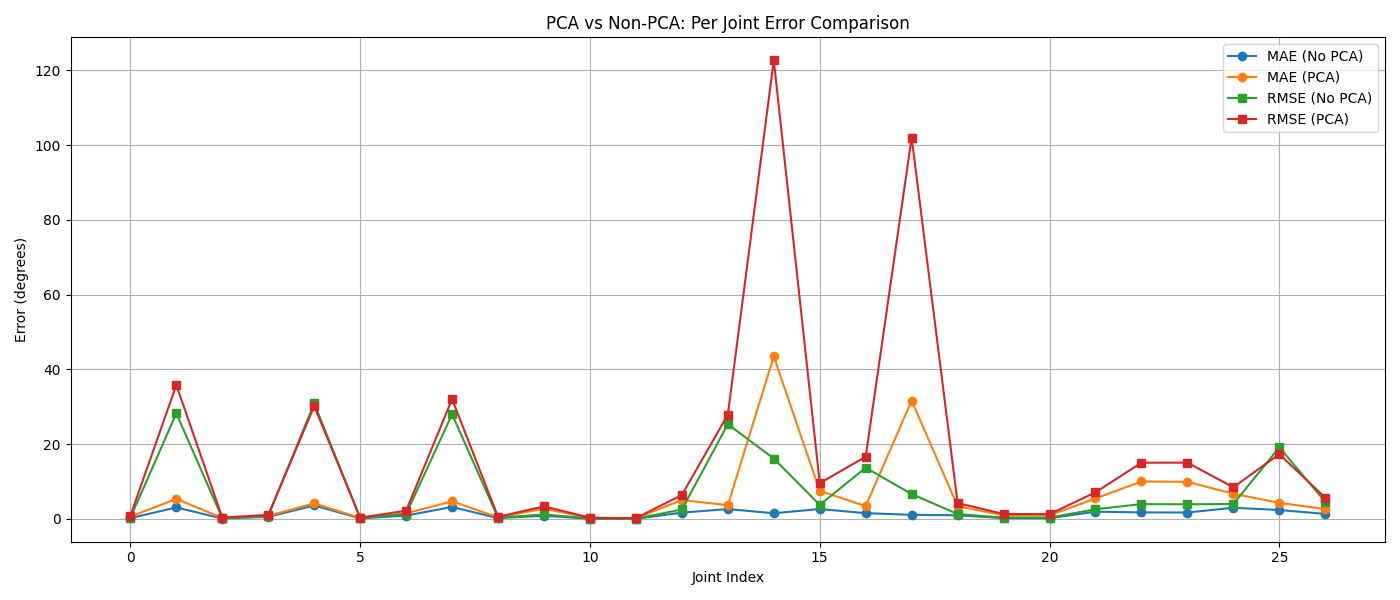 PCA vs Non-PCA: Per Joint Error Comparison
MAE (No PCA)
MAE (PCA)
RMSE (No PCA)
RMSE (PCA)
Error (degrees)
120
100
80
60
40
20
0
0 5 10 15 20 25
Joint Index